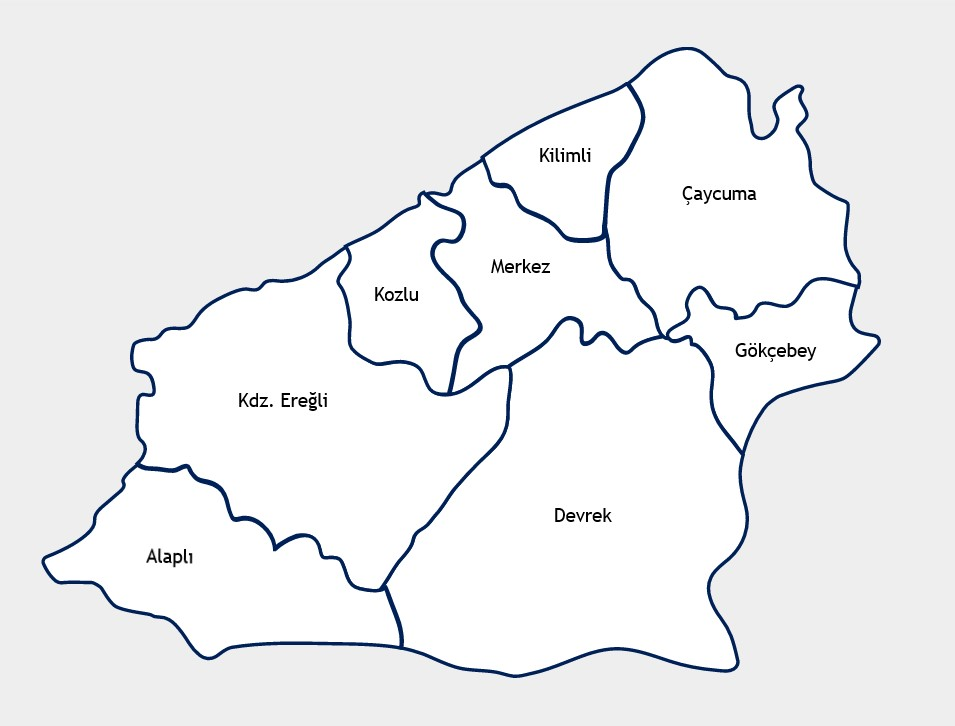 Kilimli
Çaycuma
Merkez
Kozlu
Gökçebey
Kdz. Ereğli
Devrek
Alaplı